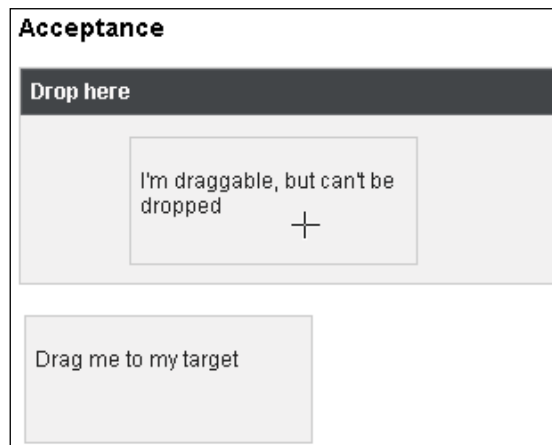 Acceptance
Drop here
I'm draggable, but can't be
dropped
Drag me to my target